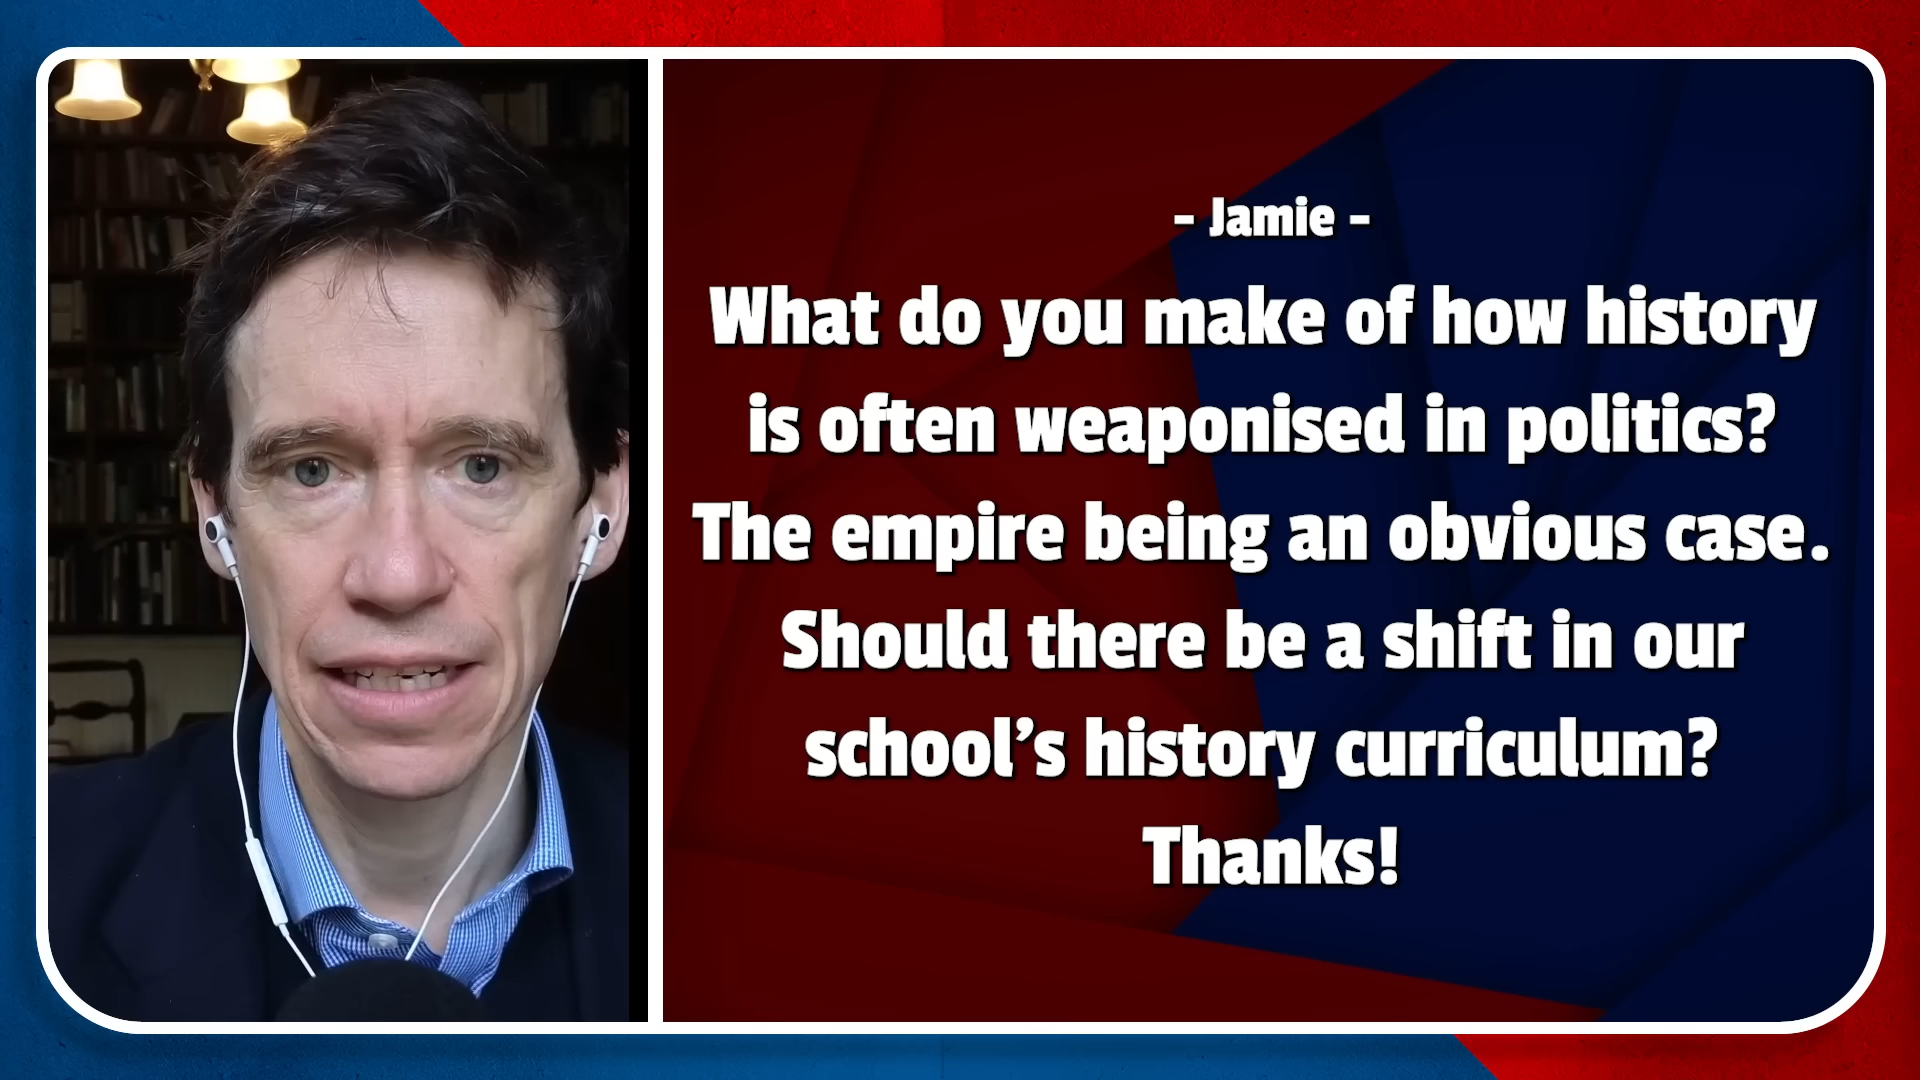 - Jamie -
What do you make of how history
is often weaponised in politics?
The empire being an obvious case.
Should there be a shift in our
school’s history curriculum?
Thanks!